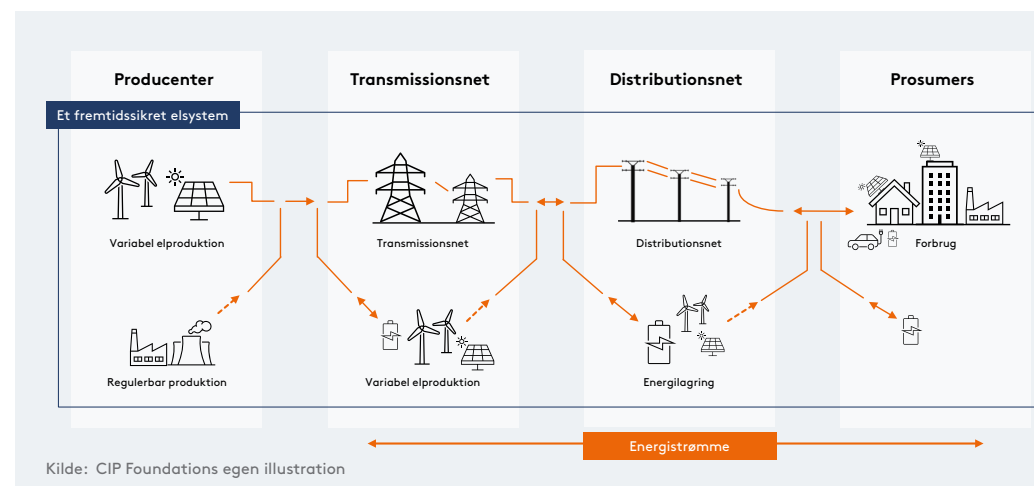 Producenter
Transmissionsnet
Distributionsnet
Prosumers
Et fremtidssikret elsystem
Variabel elproduktion
Transmissionsnet
Distributionsnet
Forbrug
Regulerbar produktion
Variabel elproduktion
Energilagring
Energistrømme
Kilde: CIP Foundations egen illustration